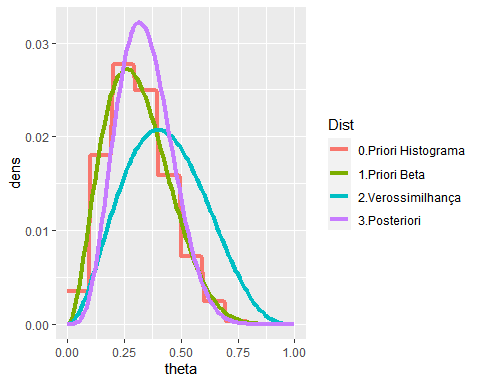 dens
0.03
0.02
0.01
0.00
0.00 0.25 0.50 0.75 1.00
theta
Dist
0.Priori Histograma
1.Priori Beta
2.Verossimilhança
3.Posteriori